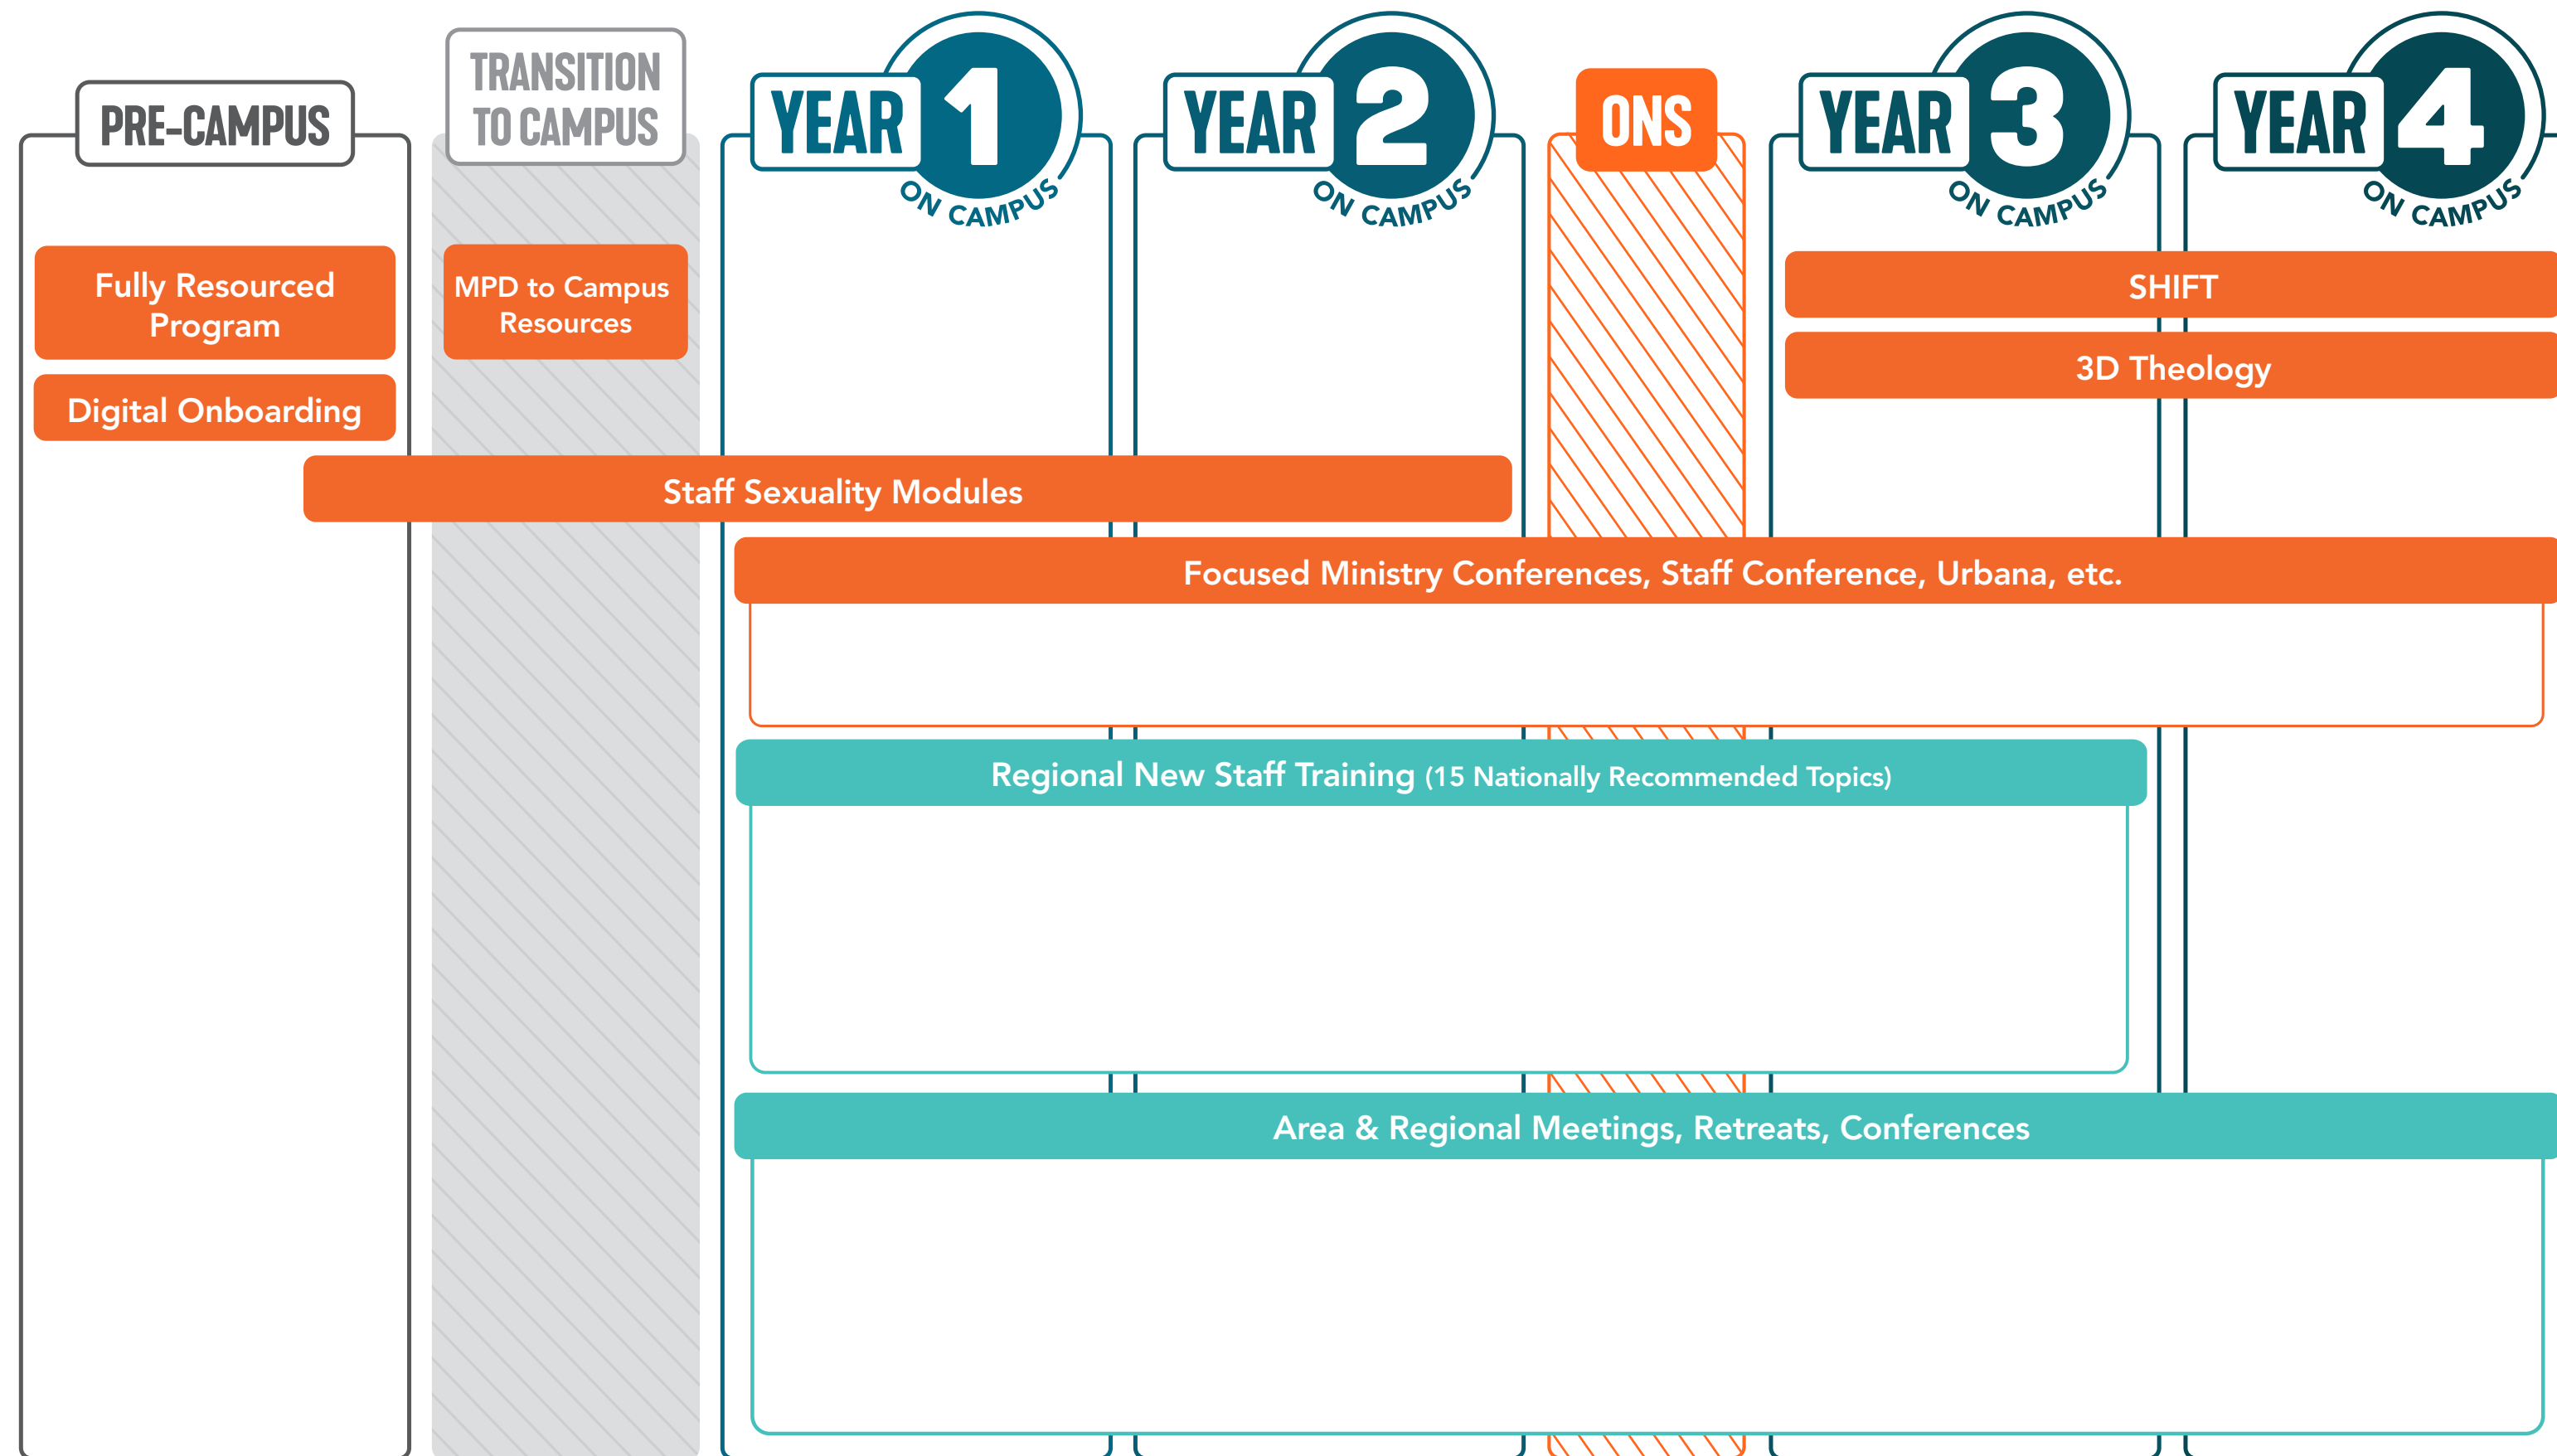 PRE-CAMPUS
TRANSITION
TO CAMPUS
YEAR 1
ON CAMPUS
YEAR 2
ON CAMPUS
ONS
YEAR 3
ON CAMPUS
YEAR 4
ON CAMPUS
Fully Resourced
Program
MPD to Campus
Resources
SHIFT
3D Theology
Digital Onboarding
Staff Sexuality Modules
Focused Ministry Conferences, Staff Conference, Urbana, etc.
Regional New Staff Training (15 Nationally Recommended Topics)
Area & Regional Meetings, Retreats, Conferences